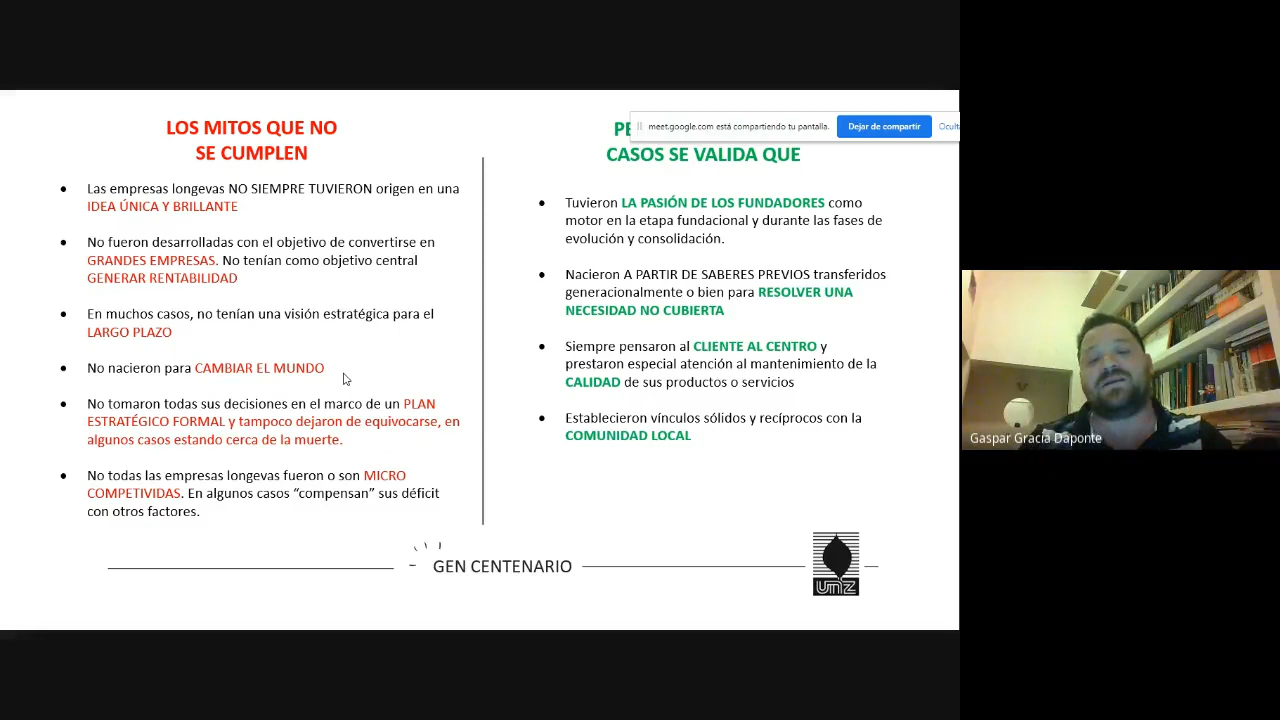 LOS MITOS QUE NO
SE CUMPLEN
Las empresas longevas NO SIEMPRE TUVIERON origen en una
IDEA ÚNICA Y BRILLANTE
No fueron desarrolladas con el objetivo de convertirse en
GRANDES EMPRESAS. No tenían como objetivo central
GENERAR RENTABILIDAD
En muchos casos, no tenían una visión estratégica para el
LARGO PLAZO
No nacieron para CAMBIAR EL MUNDO
No tomaron todas sus decisiones en el marco de un PLAN
ESTRATÉGICO FORMAL y tampoco dejaron de equivocarse, en
algunos casos estando cerca de la muerte.
No todas las empresas longevas fueron o son MICRO
COMPETIVIDAS. En algunos casos “compensan” sus déficit
con otros factores.
meet.google.com está compartiendo tu pantalla.
Dejar de compartir
CASOS SE VALIDA QUE
Tuvieron LA PASIÓN DE LOS FUNDADORES como
motor en la etapa fundacional y durante las fases de
evolución y consolidación.
Nacieron A PARTIR DE SABERES PREVIOS transferidos
generacionalmente o bien para RESOLVER UNA
NECESIDAD NO CUBIERTA
Siempre pensaron al CLIENTE AL CENTRO y
prestaron especial atención al mantenimiento de la
CALIDAD de sus productos o servicios
Establecieron vínculos sólidos y recíprocos con la
COMUNIDAD LOCAL
GEN CENTENARIO
unlz
Gaspar Gracia Daponte